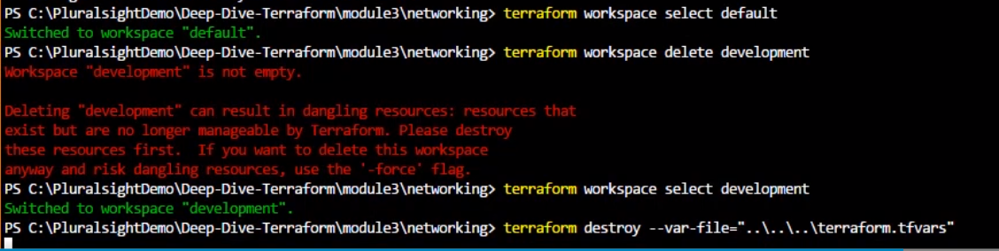 PS C:\PluralsightDemo\Deep-Dive-Terraform\module3\networking> terraform workspace select default
Switched to workspace "default".
PS C:\PluralsightDemo\Deep-Dive-Terraform\module3\networking> terraform workspace delete development
Workspace "development" is not empty.
Deleting "development" can result in dangling resources: resources that
exist but are no longer manageable by Terraform. Please destroy
these resources first.  If you want to delete this workspace
anyway and risk dangling resources, use the '-force' flag.
PS C:\PluralsightDemo\Deep-Dive-Terraform\module3\networking> terraform workspace select development
Switched to workspace "development".
PS C:\PluralsightDemo\Deep-Dive-Terraform\module3\networking> terraform destroy --var-file="..\..\..\terraform.tfvars"